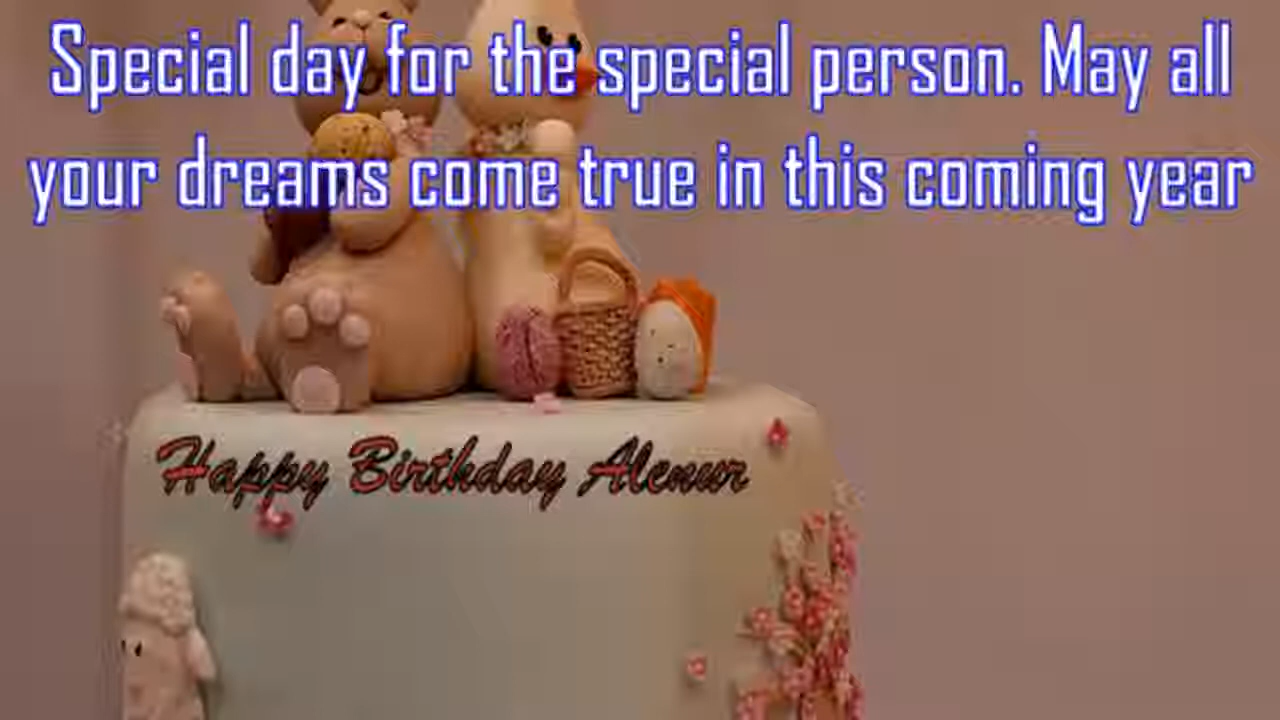 Special day for the special person. May all
your dreams come true in this coming year
Happy Birthday Alenur